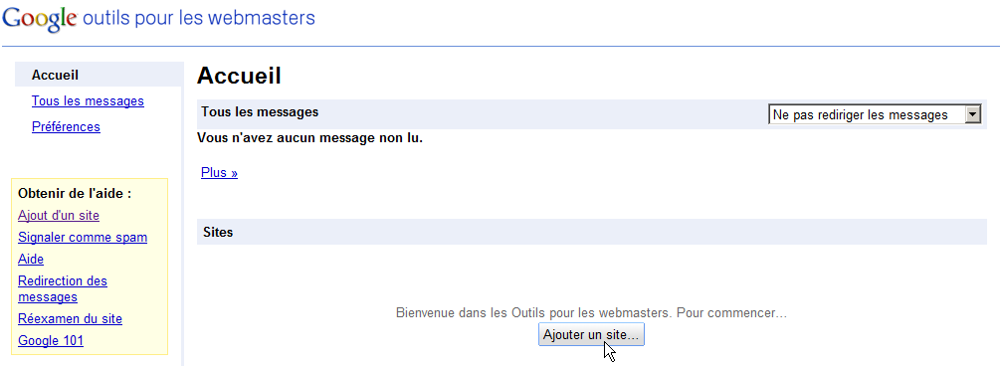 Google outils pour les webmasters
Accueil
Tous les messages
Préférences
Obtenir de l'aide :
Ajout d'un site
Signaler comme spam
Aide
Redirection des
messages
Réexamen du site
Google 101
Accueil
Tous les messages
Ne pas rediriger les messages
Vous n'avez aucun message non lu.
Plus »
Sites
Bienvenue dans les Outils pour les webmasters. Pour commencer...
Ajouter un site...